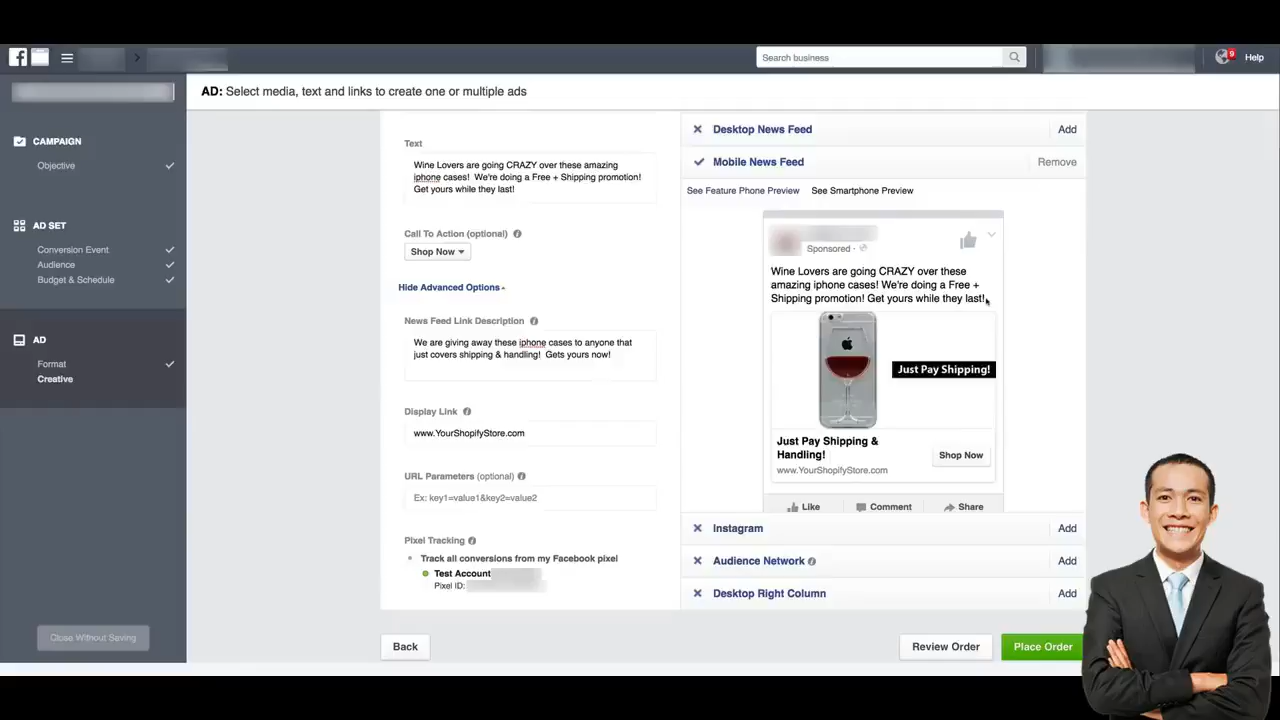 Search business
9
Help
AD: Select media, text and links to create one or multiple ads
CAMPAIGN
Objective
AD SET
Conversion Event
Audience
Budget & Schedule
AD
Format
Creative
Close Without Saving
Text
Wine Lovers are going CRAZY over these amazing
iphone cases! We're doing a Free + Shipping promotion!
Get yours while they last!
Call To Action (optional)
Shop Now
Hide Advanced Options
News Feed Link Description
We are giving away these iphone cases to anyone that
just covers shipping & handling! Gets yours now!
Display Link
www.YourShopifyStore.com
URL Parameters (optional)
Ex: key1=value1&key2=value2
Pixel Tracking
Track all conversions from my Facebook pixel
Test Account
Pixel ID:
Desktop News Feed Add
Mobile News Feed Remove
See Feature Phone Preview See Smartphone Preview
Sponsored ·
Wine Lovers are going CRAZY over these
amazing iphone cases! We're doing a Free +
Shipping promotion! Get yours while they last!
Just Pay Shipping!
Just Pay Shipping &
Handling!
Shop Now
www.YourShopifyStore.com
Like Comment Share
Instagram Add
Audience Network Add
Desktop Right Column Add
Back Review Order Place Order